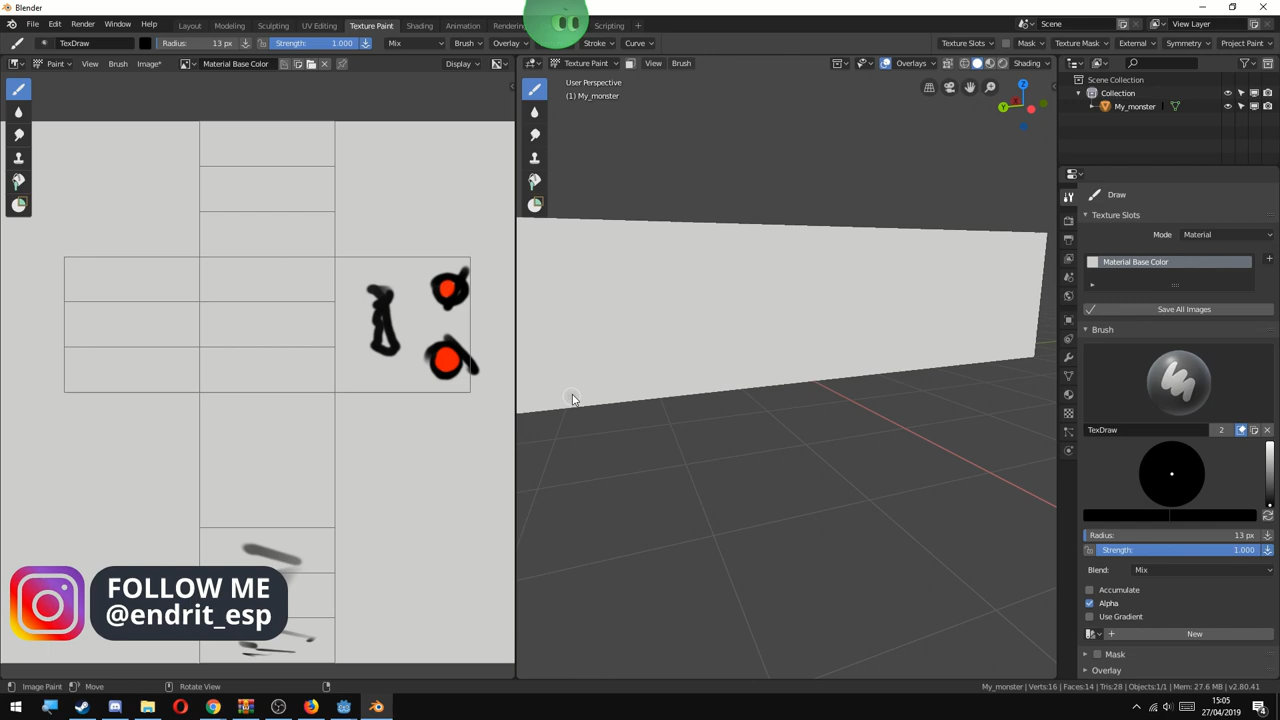 Blender
File Edit Render Window Help Layout Modeling Sculpting UV Editing Texture Paint Shading Animation Rendering Scripting + Scene View Layer
TexDraw Radius: 13 px Strength: 1.000 Mix Brush Overlay Stroke Curve Texture Slots Mask Texture Mask External Symmetry Project Paint
Paint View Brush Image* Material Base Color Display Texture Paint View Brush Overlays Shading
User Perspective
(1) My_monster
Scene Collection
Collection
My_monster
Draw
Texture Slots
Mode Material
Material Base Color
Save All Images
Brush
TexDraw 2
Radius: 13 px
Strength: 1.000
Blend: Mix
Accumulate
Alpha
Use Gradient
New
Mask
Overlay
FOLLOW ME
@endrit_esp
Image Paint Move Rotate View My_monster | Verts:16 | Faces:14 | Tris:28 | Objects:1/1 | Mem: 27.6 MB | v2.80.41
15:05
27/04/2019
4